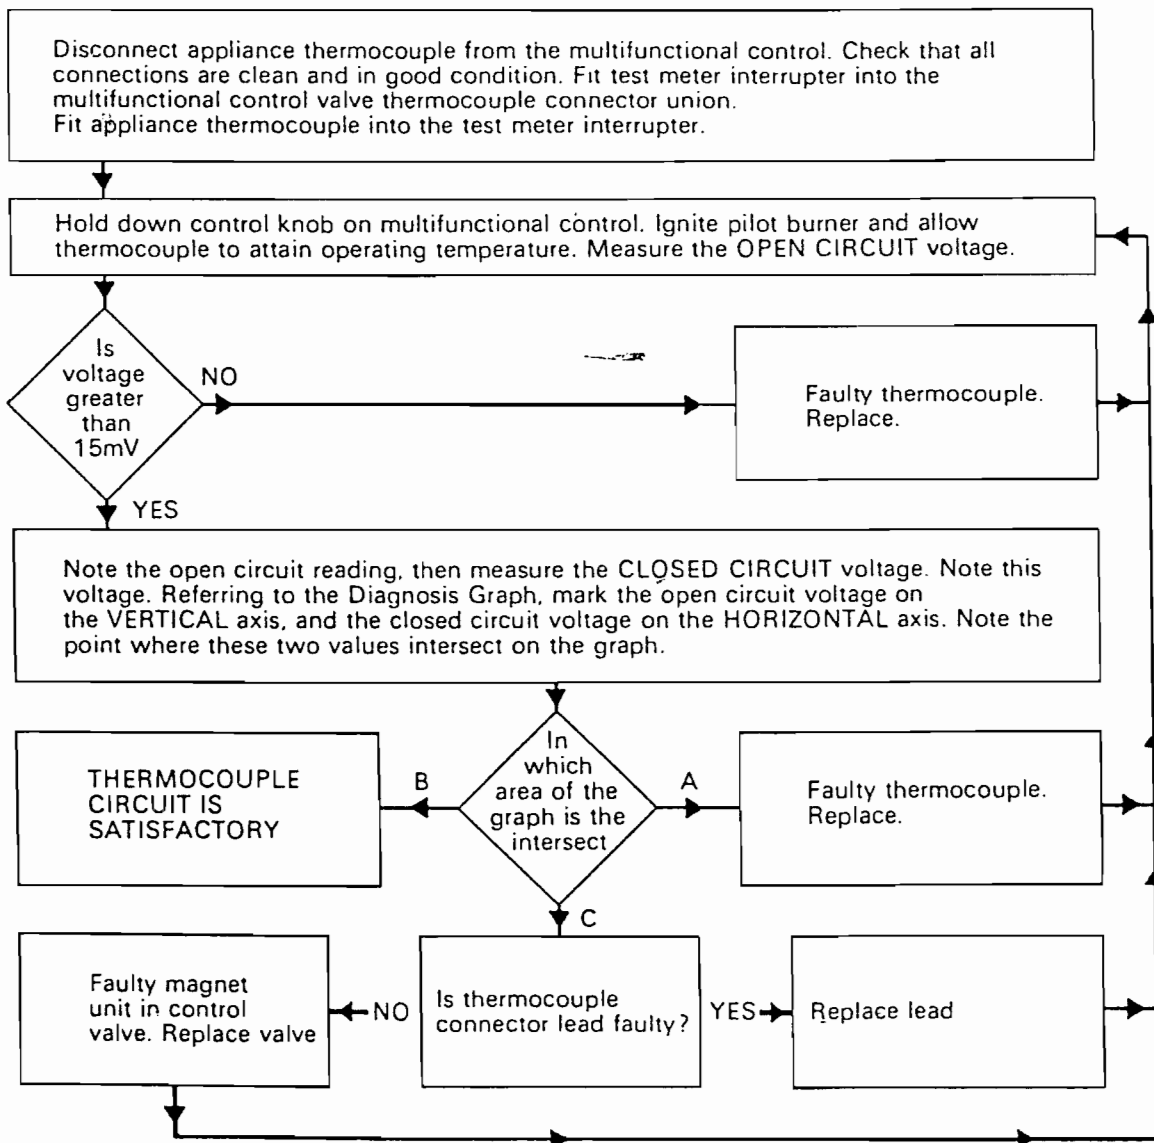 Disconnect appliance thermocouple from the multifunctional control. Check that all
connections are clean and in good condition. Fit test meter interrupter into the
multifunctional control valve thermocouple connector union.
Fit appliance thermocouple into the test meter interrupter.
Hold down control knob on multifunctional control. Ignite pilot burner and allow
thermocouple to attain operating temperature. Measure the OPEN CIRCUIT voltage.
Is
voltage
greater
than
15mV
NO
Faulty thermocouple.
Replace.
YES
Note the open circuit reading, then measure the CLOSED CIRCUIT voltage. Note this
voltage. Referring to the Diagnosis Graph, mark the open circuit voltage on
the VERTICAL axis, and the closed circuit voltage on the HORIZONTAL axis. Note the
point where these two values intersect on the graph.
In
which
area of the
graph is the
intersect
B
THERMOCOUPLE
CIRCUIT IS
SATISFACTORY
A
Faulty thermocouple.
Replace.
C
Is thermocouple
connector lead faulty?
NO
Faulty magnet
unit in control
valve. Replace valve
YES
Replace lead